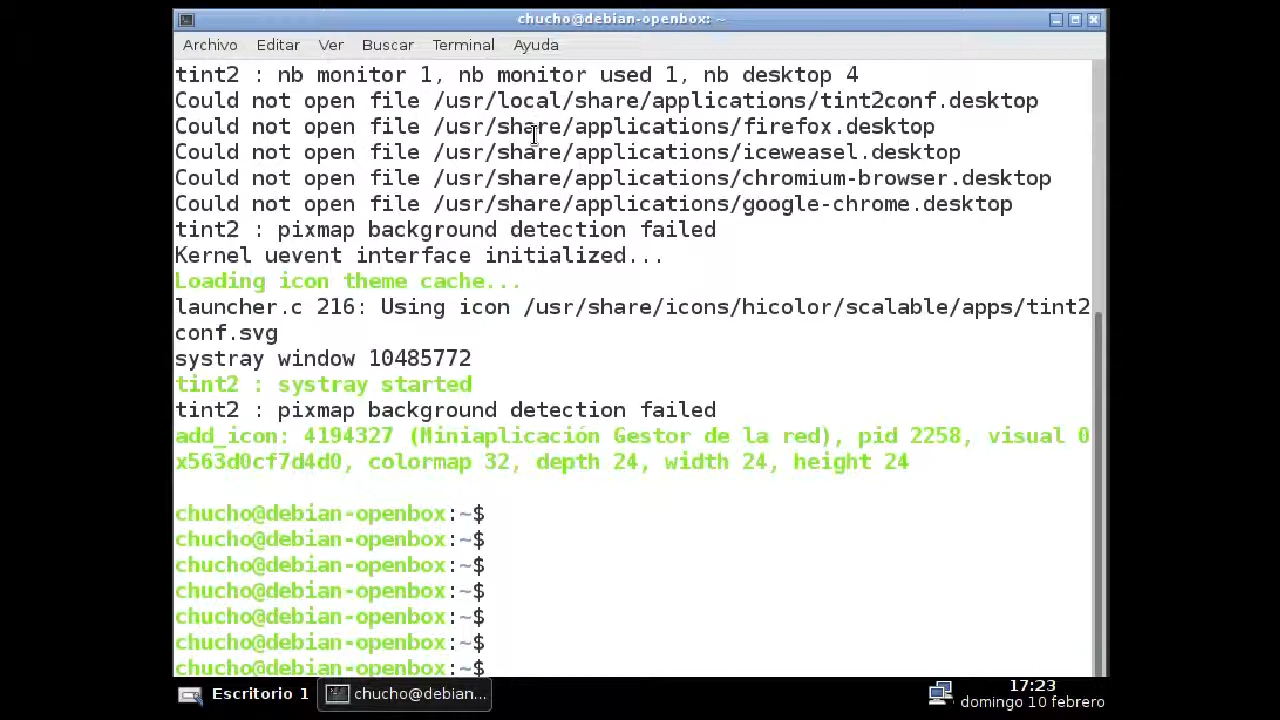 chucho@debian-openbox: ~
Archivo Editar Ver Buscar Terminal Ayuda
tint2 : nb monitor 1, nb monitor used 1, nb desktop 4
Could not open file /usr/local/share/applications/tint2conf.desktop
Could not open file /usr/share/applications/firefox.desktop
Could not open file /usr/share/applications/iceweasel.desktop
Could not open file /usr/share/applications/chromium-browser.desktop
Could not open file /usr/share/applications/google-chrome.desktop
tint2 : pixmap background detection failed
Kernel uevent interface initialized...
Loading icon theme cache...
launcher.c 216: Using icon /usr/share/icons/hicolor/scalable/apps/tint2
conf.svg
systray window 10485772
tint2 : systray started
tint2 : pixmap background detection failed
add_icon: 4194327 (Miniaplicación Gestor de la red), pid 2258, visual 0
x563d0cf7d4d0, colormap 32, depth 24, width 24, height 24
chucho@debian-openbox:~$
chucho@debian-openbox:~$
chucho@debian-openbox:~$
chucho@debian-openbox:~$
chucho@debian-openbox:~$
chucho@debian-openbox:~$
chucho@debian-openbox:~$
Escritorio 1 chucho@debian... 17:23
domingo 10 febrero